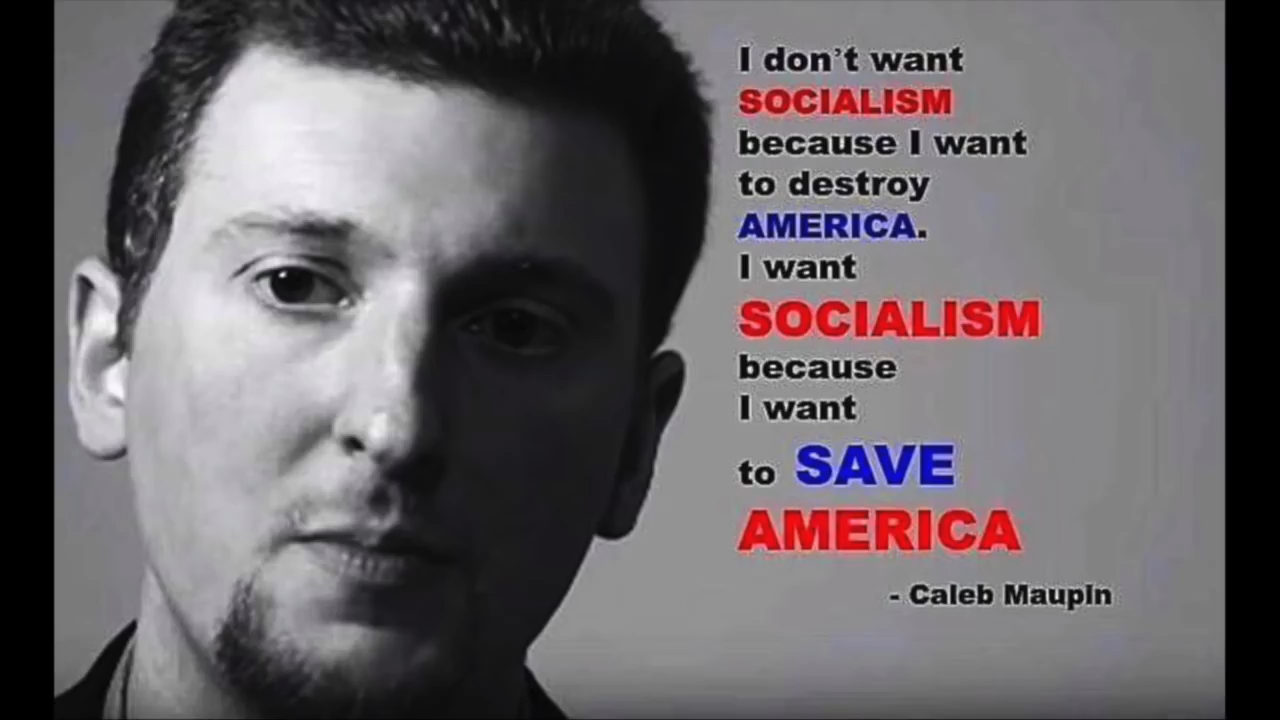 I don't want
SOCIALISM
because I want
to destroy
AMERICA.
I want
SOCIALISM
because
I want
to SAVE
AMERICA
- Caleb Maupin